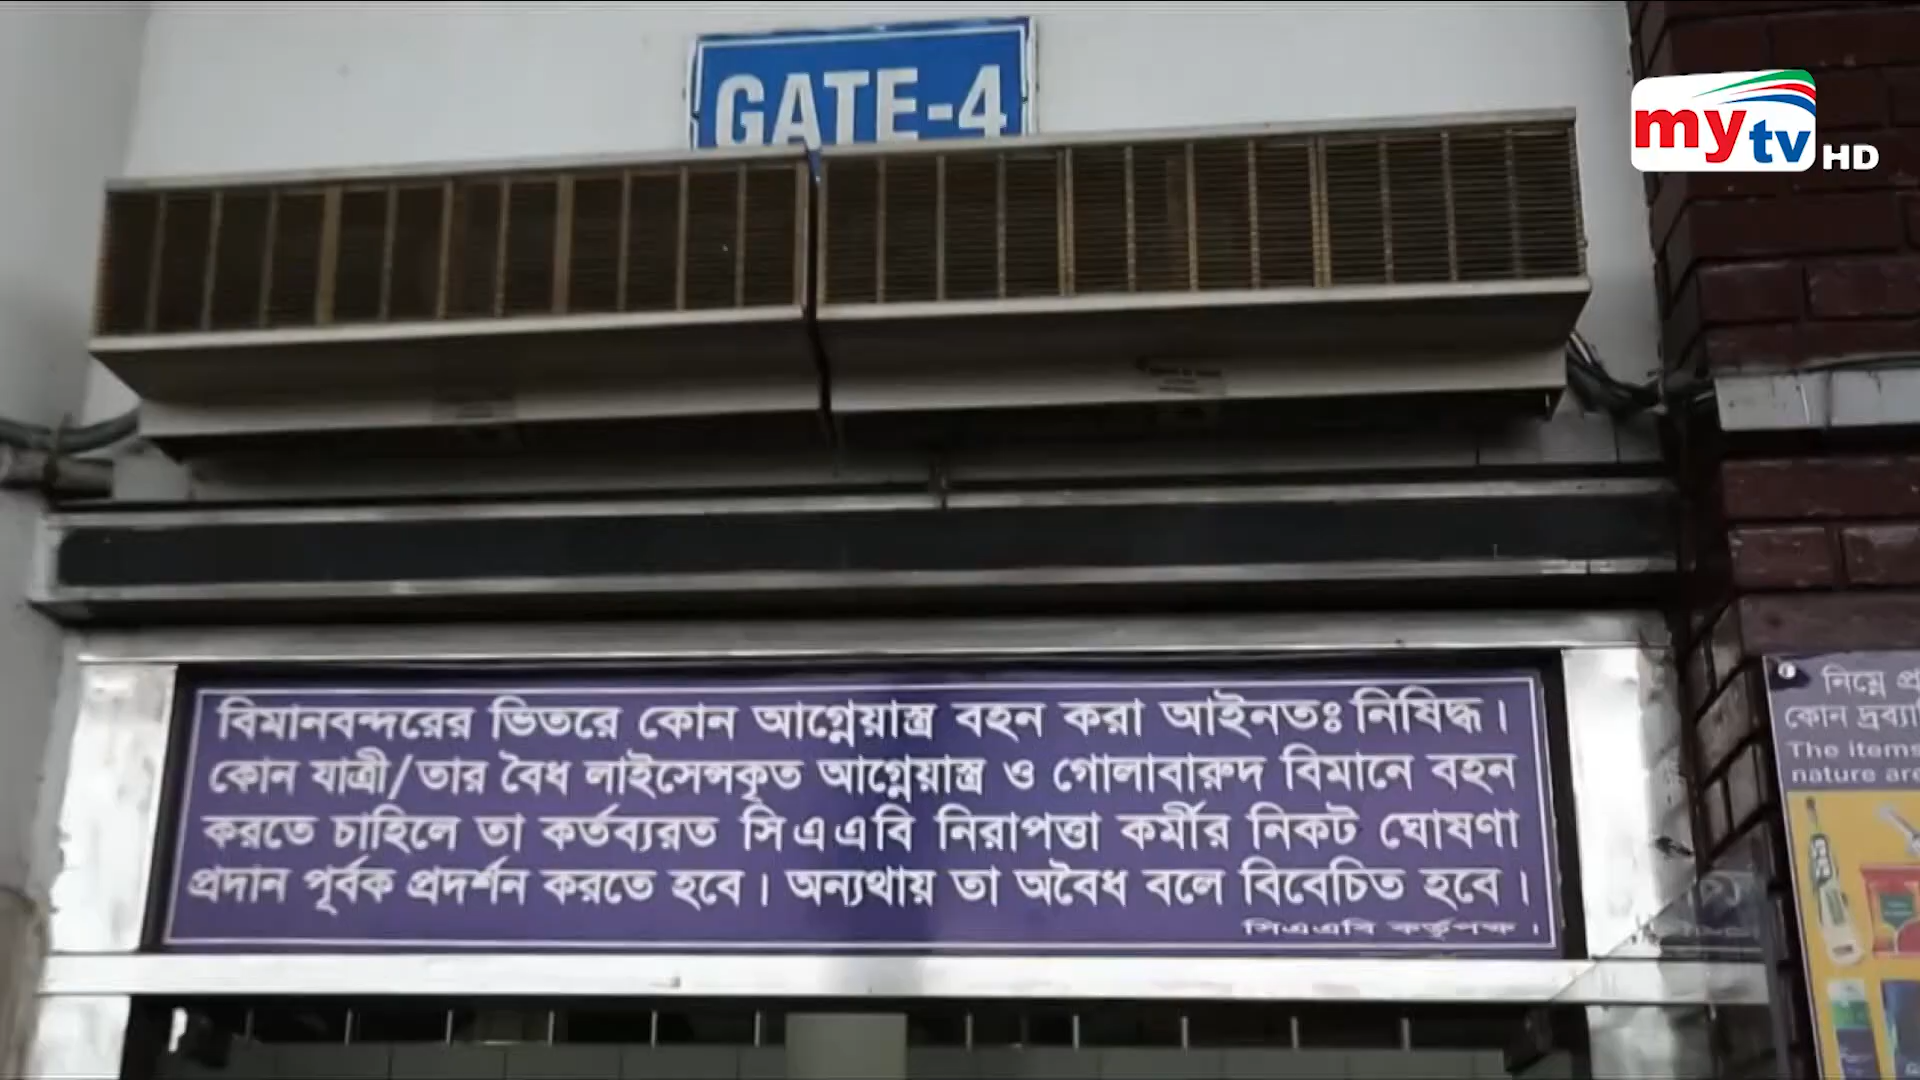 GATE-4
my tv HD
বিমানবন্দরের ভিতরে কোন আগ্নেয়াস্ত্র বহন করা আইনতঃ নিষিদ্ধ।
কোন যাত্রী/তার বৈধ লাইসেন্সকৃত আগ্নেয়াস্ত্র ও গোলাবারুদ বিমানে বহন
করতে চাহিলে তা কর্তব্যরত সিএএবি নিরাপত্তা কর্মীর নিকট ঘোষণা
প্রদান পূর্বক প্রদর্শন করতে হবে। অন্যথায় তা অবৈধ বলে বিবেচিত হবে।
সিএএবি কর্তৃপক্ষ।
নিম্নে প্র
কোন দ্রব্যা
The items
nature are